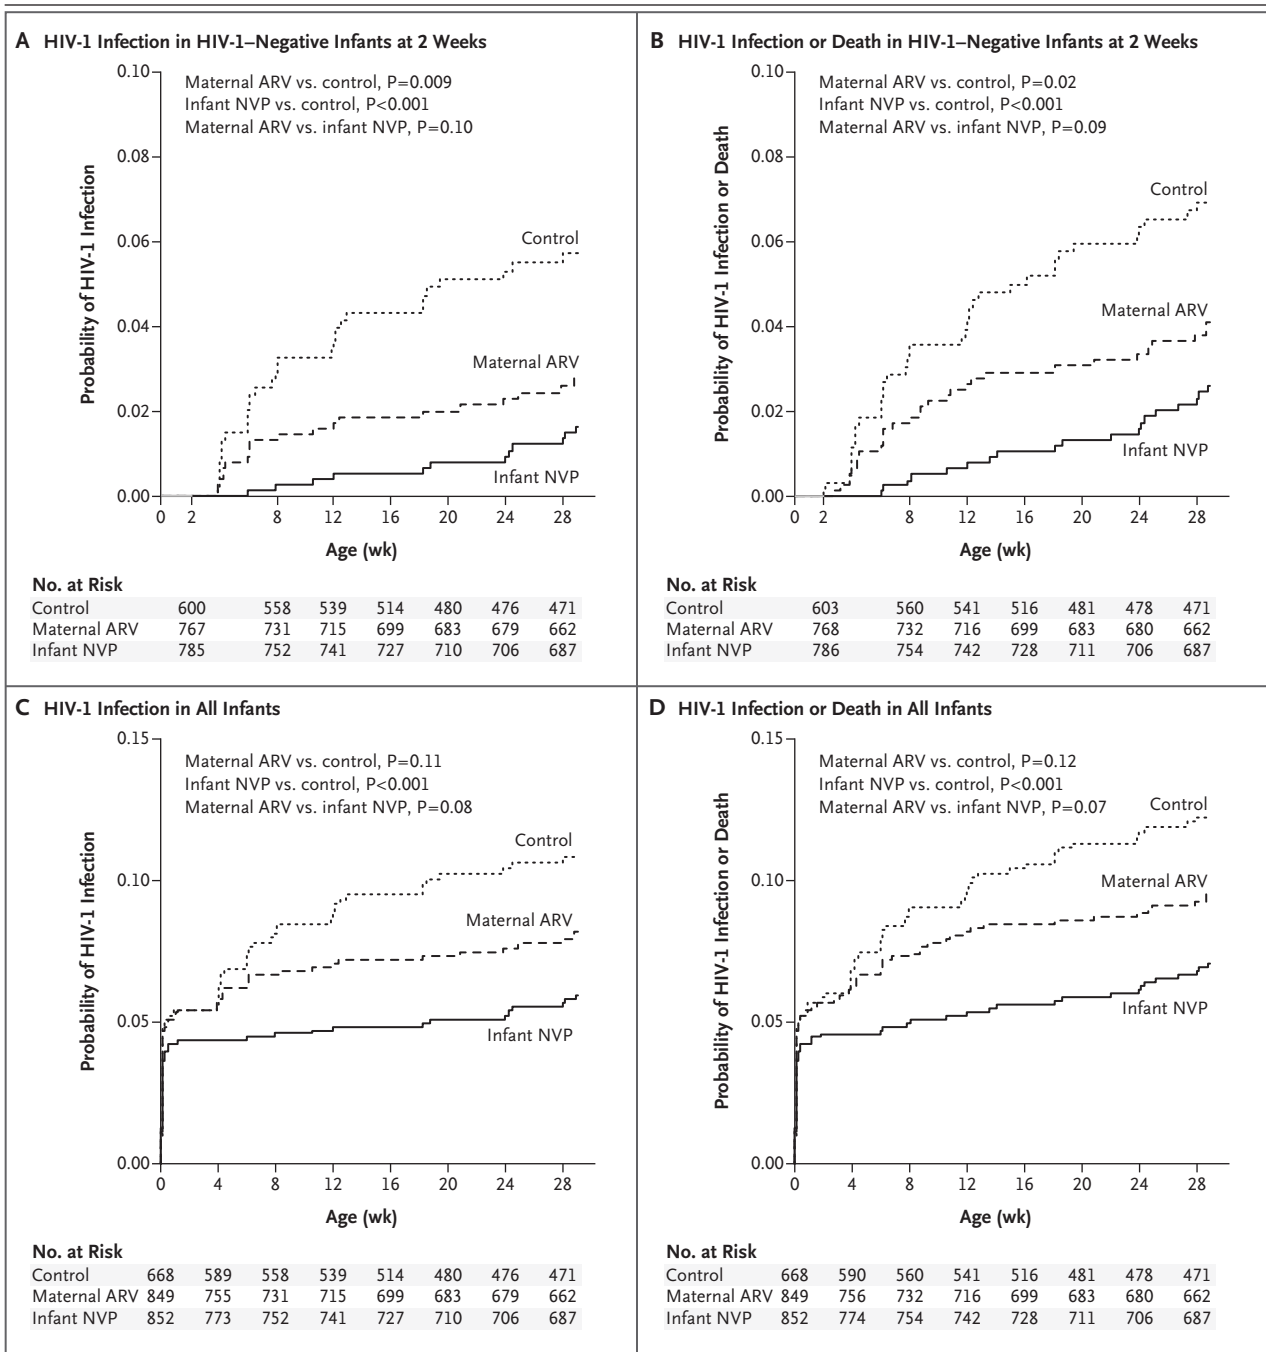 A HIV-1 Infection in HIV-1–Negative Infants at 2 Weeks
Maternal ARV vs. control, P=0.009
Infant NVP vs. control, P<0.001
Maternal ARV vs. infant NVP, P=0.10
Probability of HIV-1 Infection
0.10
0.08
0.06
0.04
0.02
0.00
Control
Maternal ARV
Infant NVP
0 2 8 12 16 20 24 28
Age (wk)
No. at Risk
Control 600 558 539 514 480 476 471
Maternal ARV 767 731 715 699 683 679 662
Infant NVP 785 752 741 727 710 706 687
B HIV-1 Infection or Death in HIV-1–Negative Infants at 2 Weeks
Maternal ARV vs. control, P=0.02
Infant NVP vs. control, P<0.001
Maternal ARV vs. infant NVP, P=0.09
Probability of HIV-1 Infection or Death
0.10
0.08
0.06
0.04
0.02
0.00
Control
Maternal ARV
Infant NVP
0 2 8 12 16 20 24 28
Age (wk)
No. at Risk
Control 603 560 541 516 481 478 471
Maternal ARV 768 732 716 699 683 680 662
Infant NVP 786 754 742 728 711 706 687
C HIV-1 Infection in All Infants
Maternal ARV vs. control, P=0.11
Infant NVP vs. control, P<0.001
Maternal ARV vs. infant NVP, P=0.08
Probability of HIV-1 Infection
0.15
0.10
0.05
0.00
Control
Maternal ARV
Infant NVP
0 4 8 12 16 20 24 28
Age (wk)
No. at Risk
Control 668 589 558 539 514 480 476 471
Maternal ARV 849 755 731 715 699 683 679 662
Infant NVP 852 773 752 741 727 710 706 687
D HIV-1 Infection or Death in All Infants
Maternal ARV vs. control, P=0.12
Infant NVP vs. control, P<0.001
Maternal ARV vs. infant NVP, P=0.07
Probability of HIV-1 Infection or Death
0.15
0.10
0.05
0.00
Control
Maternal ARV
Infant NVP
0 4 8 12 16 20 24 28
Age (wk)
No. at Risk
Control 668 590 560 541 516 481 478 471
Maternal ARV 849 756 732 716 699 683 680 662
Infant NVP 852 774 754 742 728 711 706 687